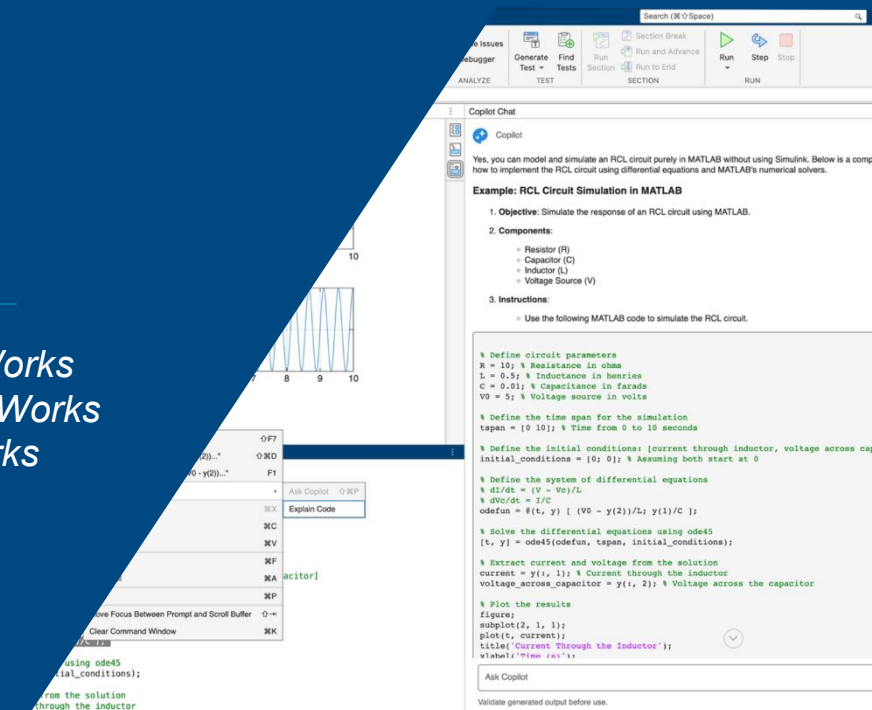 Search (⌘⇧Space)
Issues
Generate Test
Find Tests
Run Section
Section Break
Run and Advance
Run to End
Run
Step
Stop
ANALYZE
TEST
SECTION
RUN
Works
Works
10
7 8 9 10
⇧F7
(2))..." ⇧⌘D
- y(2))..." F1
Ask Copilot ⇧⌘P
Explain Code
⌘X
⌘C
⌘V
⌘F
⌘A
⌘P
Focus Between Prompt and Scroll Buffer
Clear Command Window ⌘K
using ode45
conditions);
the solution
through the inductor
Copilot Chat
Copilot
Yes, you can model and simulate an RCL circuit purely in MATLAB without using Simulink. Below is a
how to implement the RCL circuit using differential equations and MATLAB's numerical solvers.
Example: RCL Circuit Simulation in MATLAB
1. Objective: Simulate the response of an RCL circuit using MATLAB.
2. Components:
Resistor (R)
Capacitor (C)
Inductor (L)
Voltage Source (V)
3. Instructions:
Use the following MATLAB code to simulate the RCL circuit.
% Define circuit parameters
R = 10; % Resistance in ohms
L = 0.5; % Inductance in henries
C = 0.01; % Capacitance in farads
V0 = 5; % Voltage source in volts
% Define the time span for the simulation
tspan = [0 10]; % Time from 0 to 10 seconds
% Define the initial conditions: [current through inductor, voltage across
initial_conditions = [0; 0]; % Assuming both start at 0
% Define the system of differential equations
% dI/dt = (V - Vc)/L
% dVc/dt = I/C
odefun = @(t, y) [ (V0 - y(2))/L; y(1)/C ];
% Solve the differential equations using ode45
[t, y] = ode45(odefun, tspan, initial_conditions);
% Extract current and voltage from the solution
current = y(:, 1); % Current through the inductor
voltage_across_capacitor = y(:, 2); % Voltage across the capacitor
% Plot the results
figure;
subplot(2, 1, 1);
plot(t, current);
title('Current Through the Inductor');
xlabel('Time (s)');
Ask Copilot
Validate generated output before use.